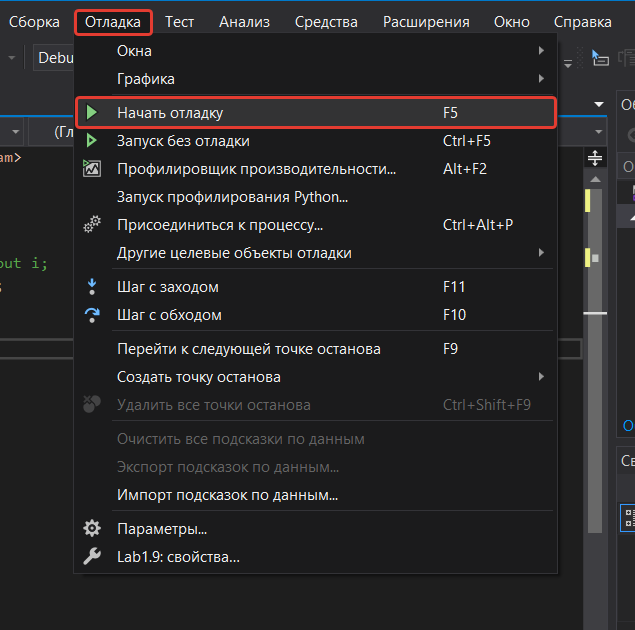 Сборка Отладка Тест Анализ Средства Расширения Окно Справка
Debu
Окна
Графика
Начать отладку F5
(Гл
Запуск без отладки Ctrl+F5
am>
Профилировщик производительности... Alt+F2
Запуск профилирования Python...
Присоединиться к процессу... Ctrl+Alt+P
Другие целевые объекты отладки
out i;
Шаг с заходом F11
Шаг с обходом F10
Перейти к следующей точке останова F9
Создать точку останова
Удалить все точки останова Ctrl+Shift+F9
Очистить все подсказки по данным
Экспорт подсказок по данным...
Импорт подсказок по данным...
Св
Параметры...
Lab1.9: свойства...